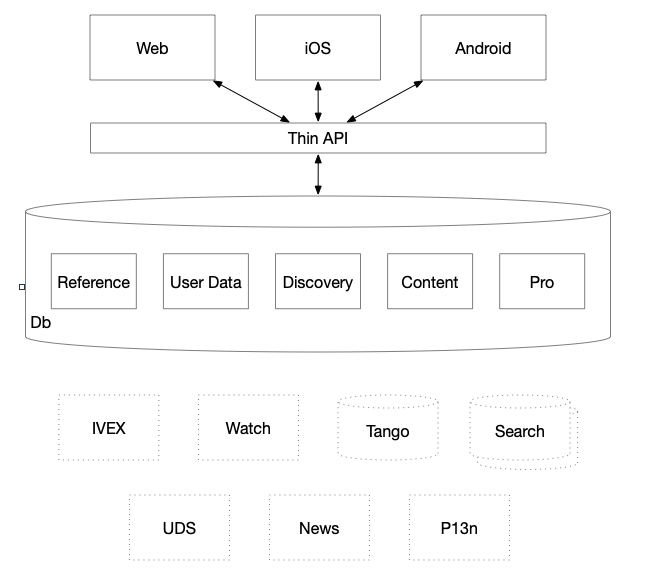 Web
iOS
Android
Thin API
Reference
User Data
Discovery
Content
Pro
Db
IVEX
Watch
Tango
Search
UDS
News
P13n